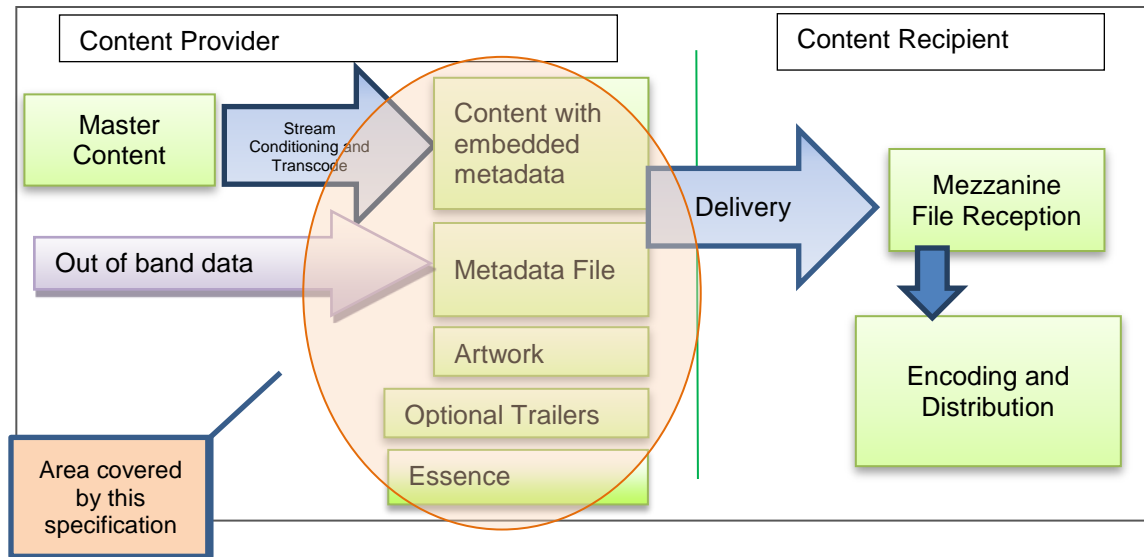 Content Provider
Content Recipient
Master
Content
Stream
Conditioning and
Transcode
Content with
embedded
metadata
Delivery
Mezzanine
File Reception
Out of band data
Metadata File
Artwork
Encoding and
Distribution
Optional Trailers
Essence
Area covered
by this
specification